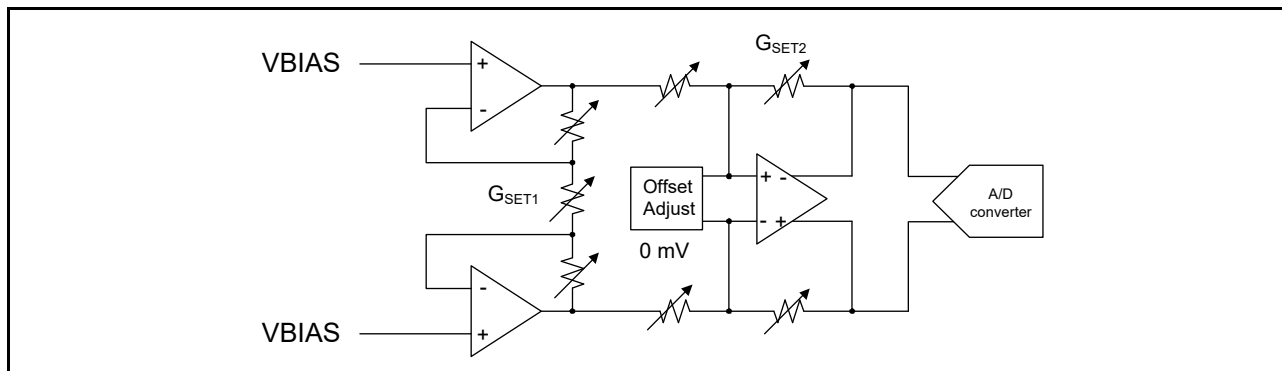 VBIAS
+
-
GSET1
-
+
VBIAS
GSET2
Offset
Adjust
0 mV
+ -
- +
A/D
converter